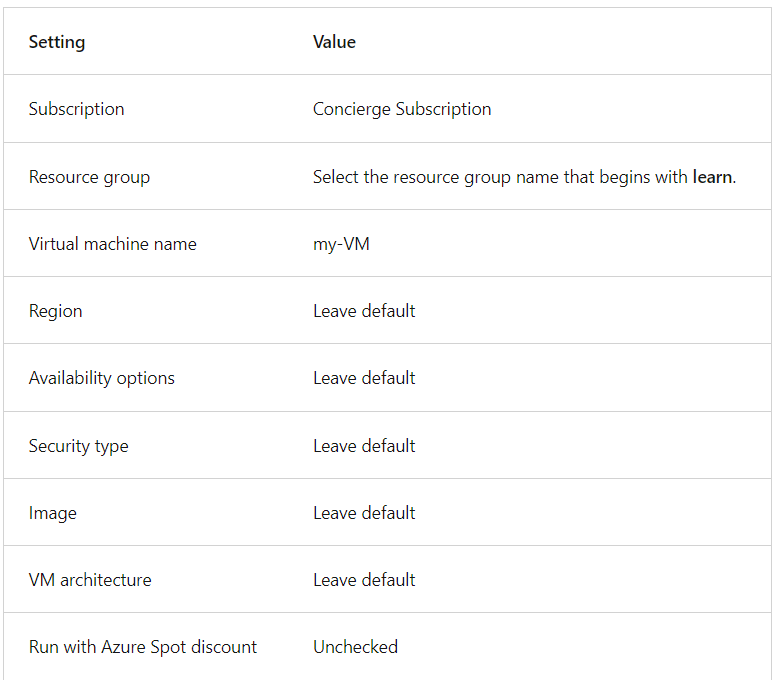 Setting Value
Subscription Concierge Subscription
Resource group Select the resource group name that begins with learn.
Virtual machine name my-VM
Region Leave default
Availability options Leave default
Security type Leave default
Image Leave default
VM architecture Leave default
Run with Azure Spot discount Unchecked